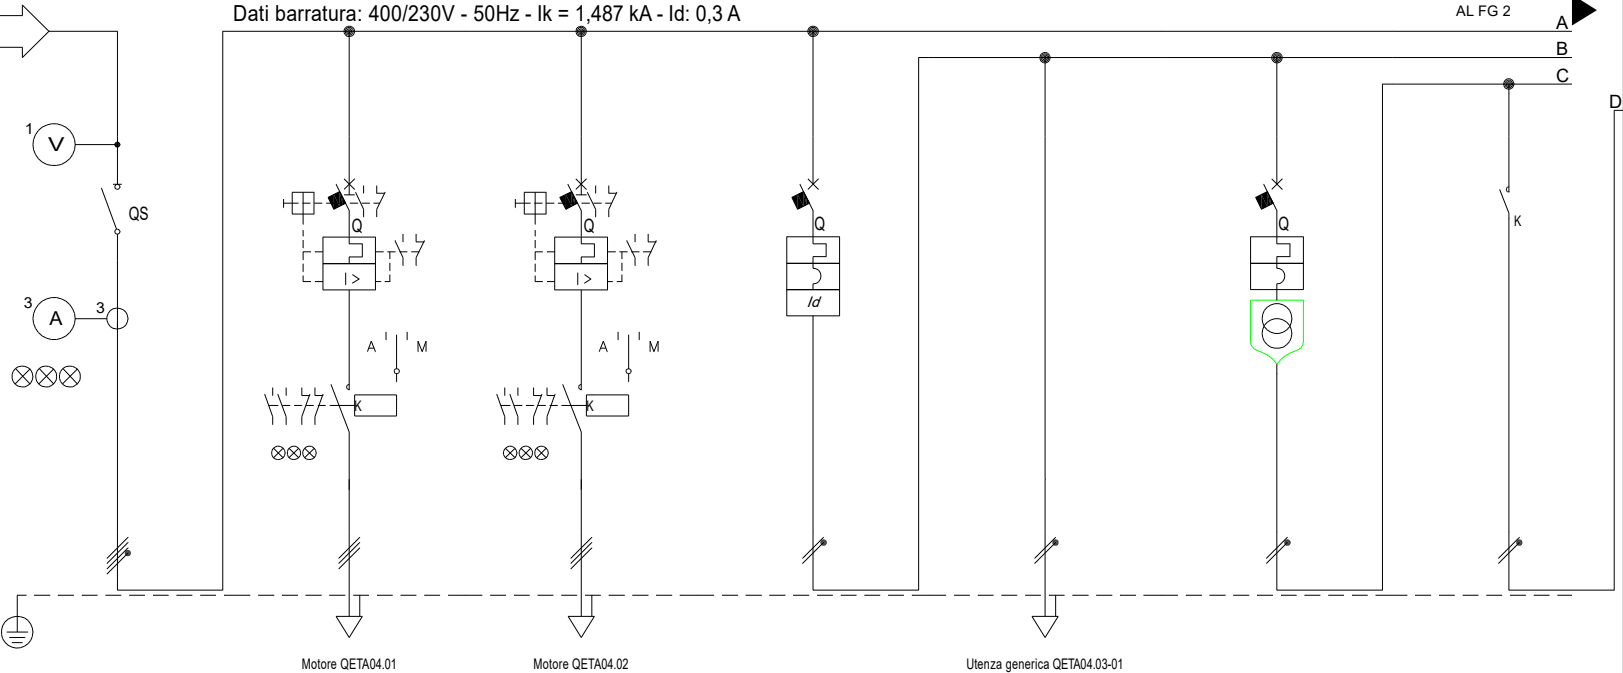 Dati barratura: 400/230V - 50Hz - Ik = 1,487 kA - Id: 0,3 A
AL FG 2
A
B
C
D
1
V
QS
Q
Q
Q
Q
K
I >
I >
Id
3
A
3
A M
A M
K
K
Motore QETA04.01
Motore QETA04.02
Utenza generica QETA04.03-01